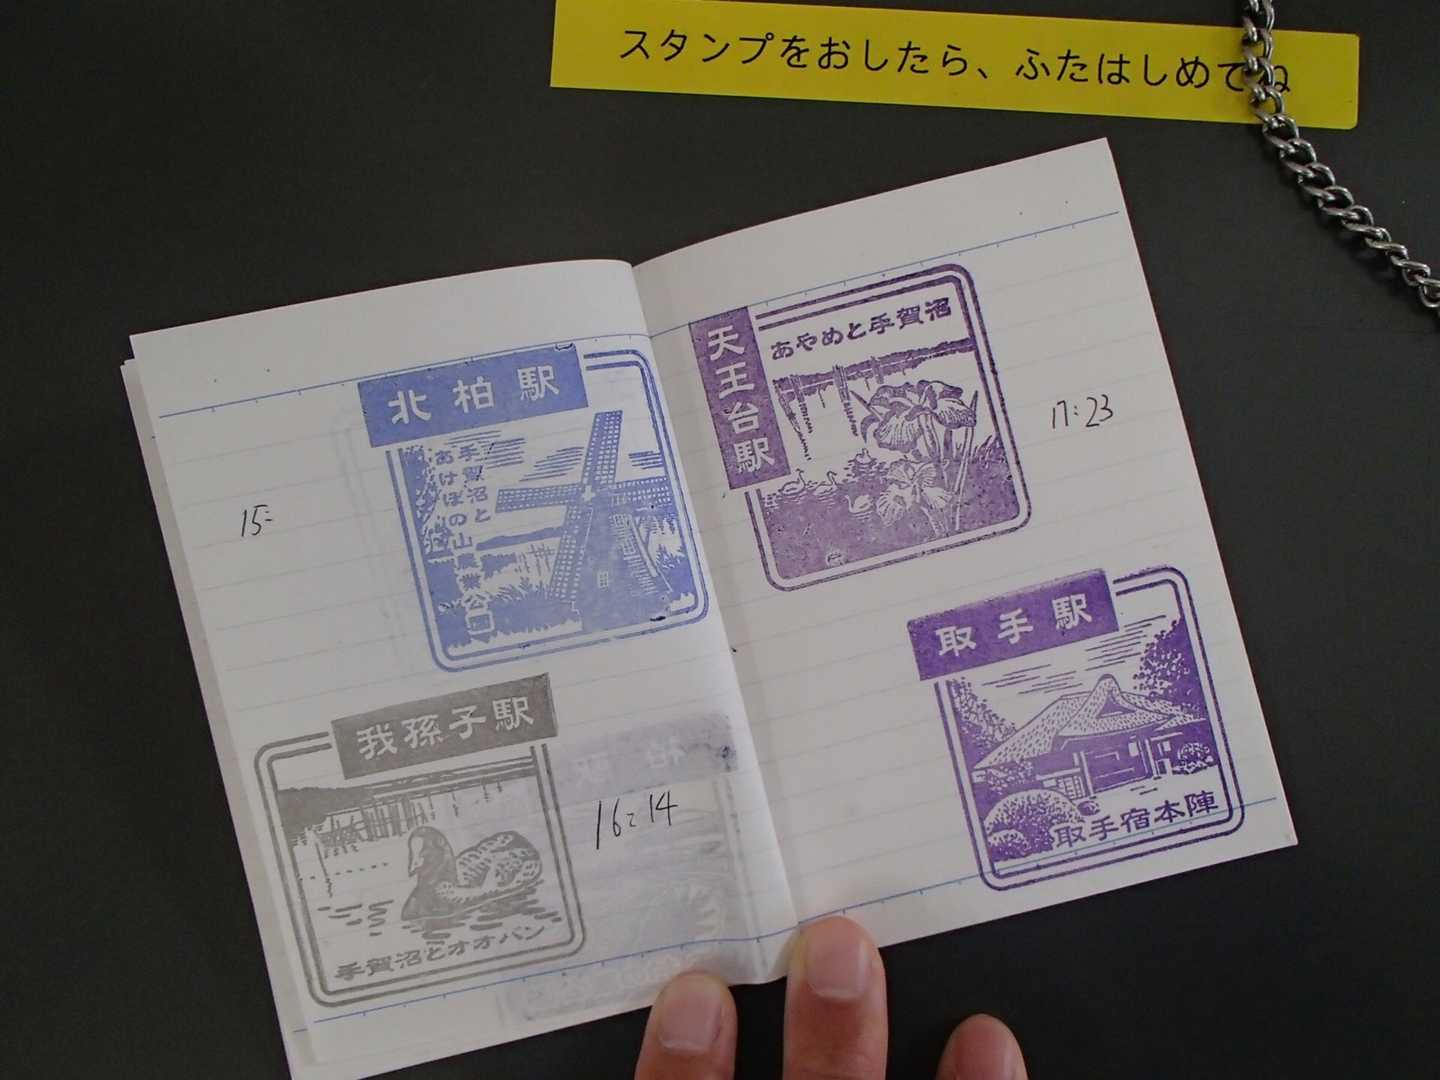 スタンプをおしたら、ふたはしめてね
北柏駅
手賀沼と
あけぼの山農業公園
15:
我孫子駅
16:14
手賀沼とオオバン
天王台駅
あやめと手賀沼
17:23
取手駅
取手宿本陣